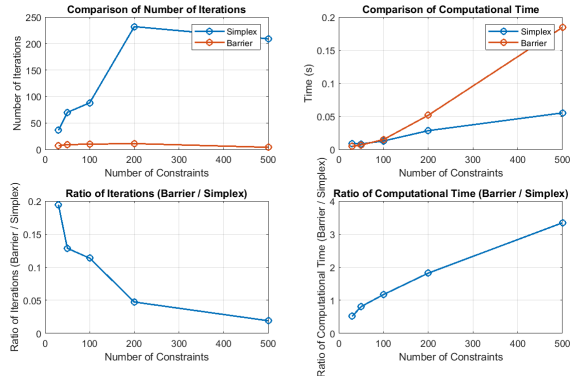 Comparison of Number of Iterations
250
200
150
100
50
0
Number of Iterations
Simplex
Barrier
0 100 200 300 400 500
Number of Constraints
Comparison of Computational Time
0.2
0.15
0.1
0.05
0
Time (s)
Simplex
Barrier
0 100 200 300 400 500
Number of Constraints
Ratio of Iterations (Barrier / Simplex)
0.2
0.15
0.1
0.05
0
Ratio of Iterations (Barrier / Simplex)
0 100 200 300 400 500
Number of Constraints
Ratio of Computational Time (Barrier / Simplex)
4
3
2
1
0
Ratio of Computational Time (Barrier / Simplex)
0 100 200 300 400 500
Number of Constraints